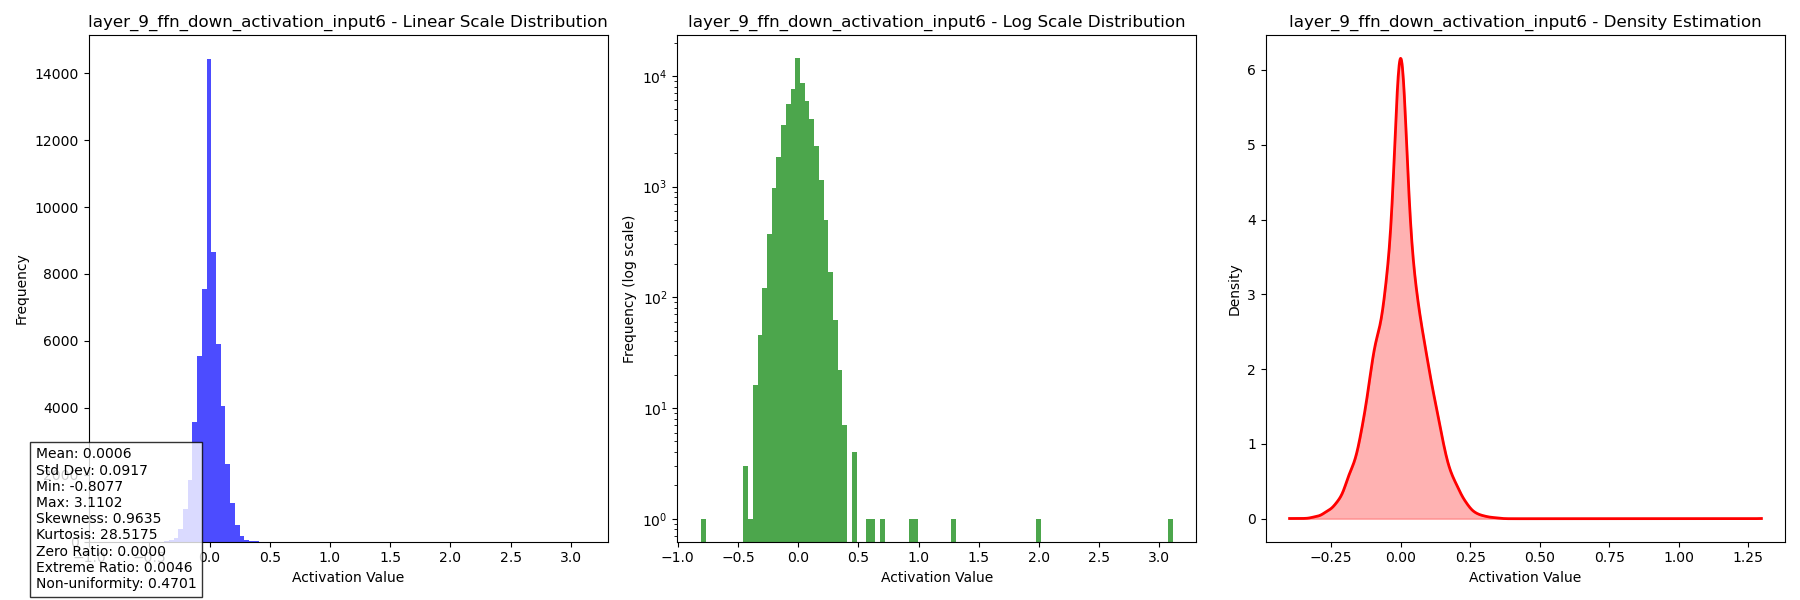 layer_9_ffn_down_activation_input6 - Linear Scale Distribution
14000
12000
10000
8000
6000
4000
Frequency
0.0
0.5
1.0
1.5
2.0
2.5
3.0
Activation Value
Mean: 0.0006
Std Dev: 0.0917
Min: -0.8077
Max: 3.1102
Skewness: 0.9635
Kurtosis: 28.5175
Zero Ratio: 0.0000
Extreme Ratio: 0.0046
Non-uniformity: 0.4701
layer_9_ffn_down_activation_input6 - Log Scale Distribution
10⁴
10³
10²
10¹
10⁰
Frequency (log scale)
−1.0
−0.5
0.0
0.5
1.0
1.5
2.0
2.5
3.0
Activation Value
layer_9_ffn_down_activation_input6 - Density Estimation
6
5
4
3
2
1
0
Density
−0.25
0.00
0.25
0.50
0.75
1.00
1.25
Activation Value